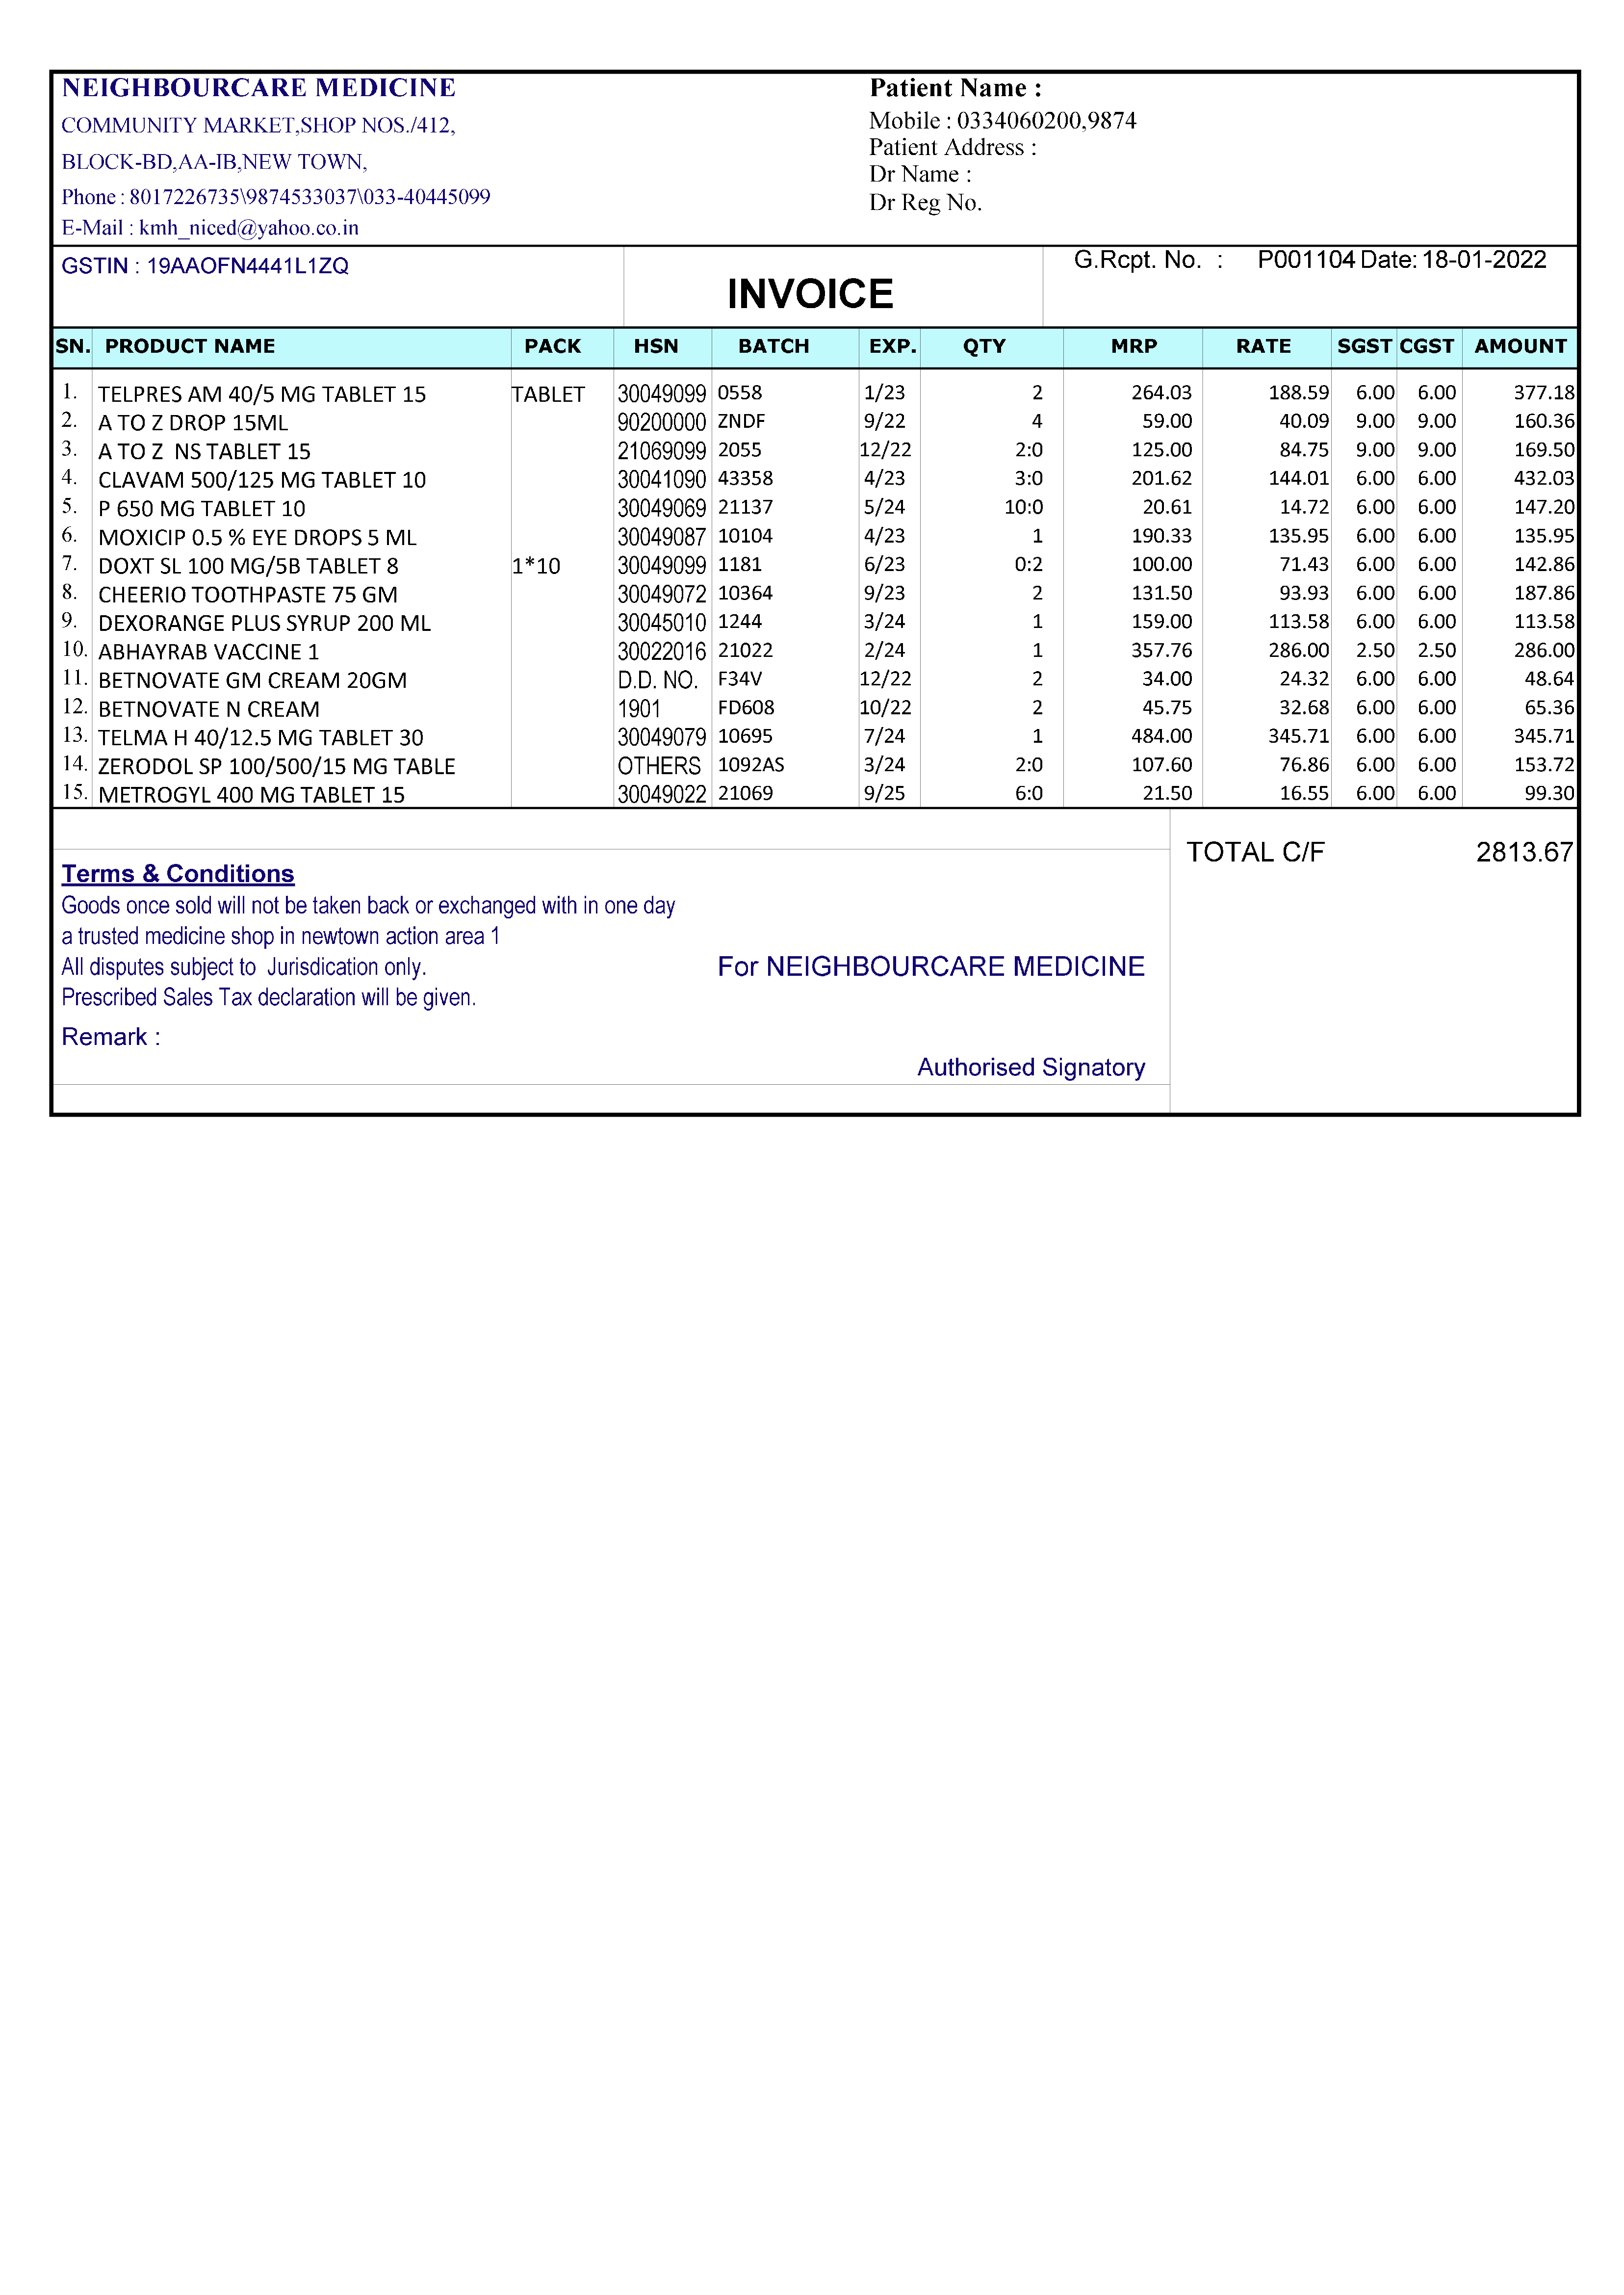 NEIGHBOURCARE MEDICINE
COMMUNITY MARKET,SHOP NOS./412,
BLOCK-BD,AA-IB,NEW TOWN,
Phone : 8017226735\9874533037\033-40445099
E-Mail : kmh_niced@yahoo.co.in
Patient Name :
Mobile : 0334060200,9874
Patient Address :
Dr Name :
Dr Reg No.
GSTIN : 19AAOFN4441L1ZQ
INVOICE
G.Rcpt. No. : P001104 Date: 18-01-2022
SN. PRODUCT NAME PACK HSN BATCH EXP. QTY MRP RATE SGST CGST AMOUNT
1. TELPRES AM 40/5 MG TABLET 15 TABLET 30049099 0558 1/23 2 264.03 188.59 6.00 6.00 377.18
2. A TO Z DROP 15ML 90200000 ZNDF 9/22 4 59.00 40.09 9.00 9.00 160.36
3. A TO Z NS TABLET 15 21069099 2055 12/22 2:0 125.00 84.75 9.00 9.00 169.50
4. CLAVAM 500/125 MG TABLET 10 30041090 43358 4/23 3:0 201.62 144.01 6.00 6.00 432.03
5. P 650 MG TABLET 10 30049069 21137 5/24 10:0 20.61 14.72 6.00 6.00 147.20
6. MOXICIP 0.5 % EYE DROPS 5 ML 30049087 10104 4/23 1 190.33 135.95 6.00 6.00 135.95
7. DOXT SL 100 MG/5B TABLET 8 1*10 30049099 1181 6/23 0:2 100.00 71.43 6.00 6.00 142.86
8. CHEERIO TOOTHPASTE 75 GM 30049072 10364 9/23 2 131.50 93.93 6.00 6.00 187.86
9. DEXORANGE PLUS SYRUP 200 ML 30045010 1244 3/24 1 159.00 113.58 6.00 6.00 113.58
10. ABHAYRAB VACCINE 1 30022016 21022 2/24 1 357.76 286.00 2.50 2.50 286.00
11. BETNOVATE GM CREAM 20GM D.D. NO. F34V 12/22 2 34.00 24.32 6.00 6.00 48.64
12. BETNOVATE N CREAM 1901 FD608 10/22 2 45.75 32.68 6.00 6.00 65.36
13. TELMA H 40/12.5 MG TABLET 30 30049079 10695 7/24 1 484.00 345.71 6.00 6.00 345.71
14. ZERODOL SP 100/500/15 MG TABLE OTHERS 1092AS 3/24 2:0 107.60 76.86 6.00 6.00 153.72
15. METROGYL 400 MG TABLET 15 30049022 21069 9/25 6:0 21.50 16.55 6.00 6.00 99.30
TOTAL C/F 2813.67
Terms & Conditions
Goods once sold will not be taken back or exchanged with in one day
a trusted medicine shop in newtown action area 1
All disputes subject to Jurisdication only.
For NEIGHBOURCARE MEDICINE
Prescribed Sales Tax declaration will be given.
Remark :
Authorised Signatory